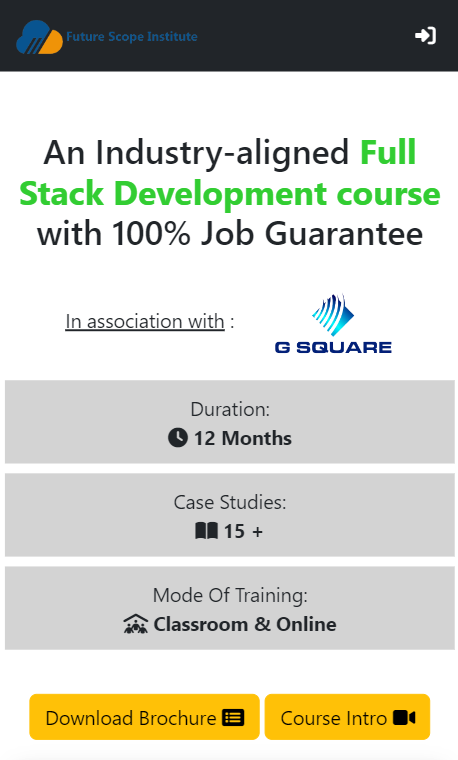 Future Scope Institute
An Industry-aligned Full
Stack Development course
with 100% Job Guarantee
In association with :
G SQUARE
Duration:
12 Months
Case Studies:
15 +
Mode Of Training:
Classroom & Online
Download Brochure
Course Intro